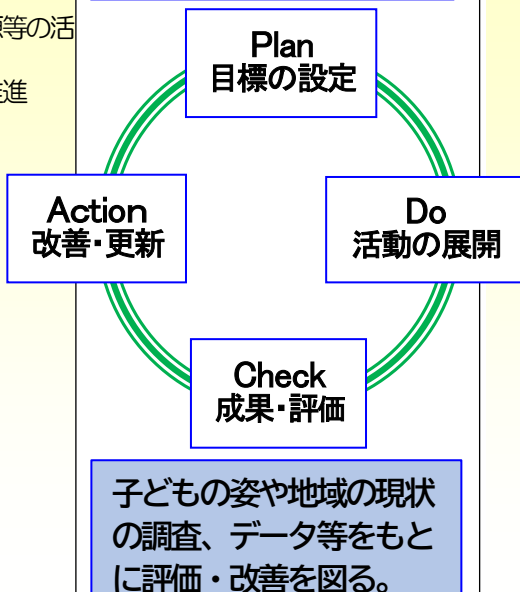 等の活
進
Plan
目標の設定
Action
改善・更新
Do
活動の展開
Check
成果・評価
子どもの姿や地域の現状
の調査、データ等をもと
に評価・改善を図る。